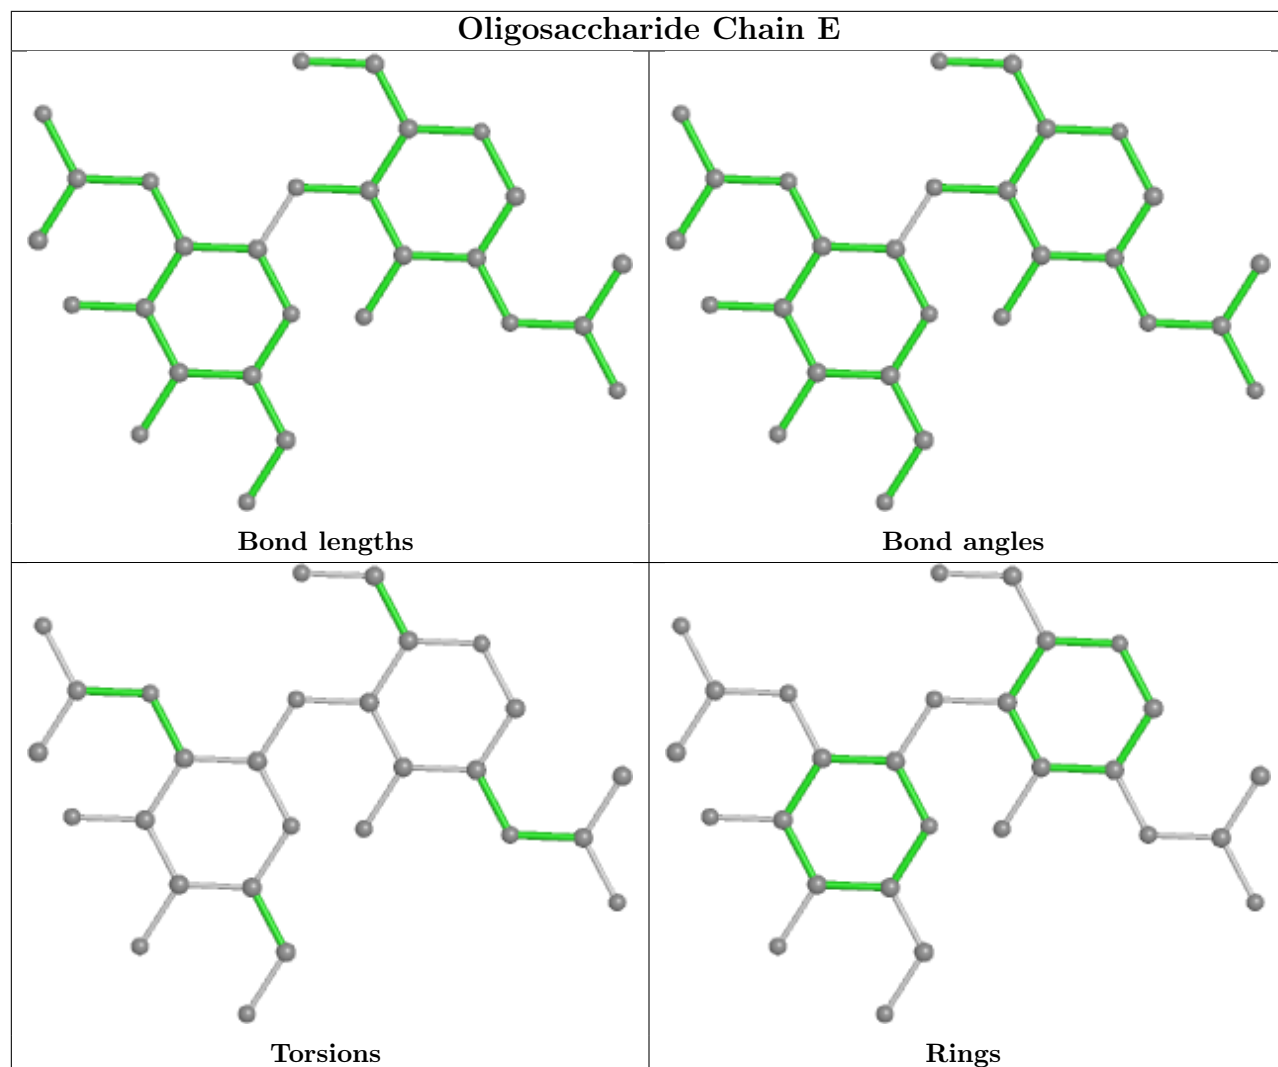 Oligosaccharide Chain E
Bond lengths
Bond angles
Torsions
Rings